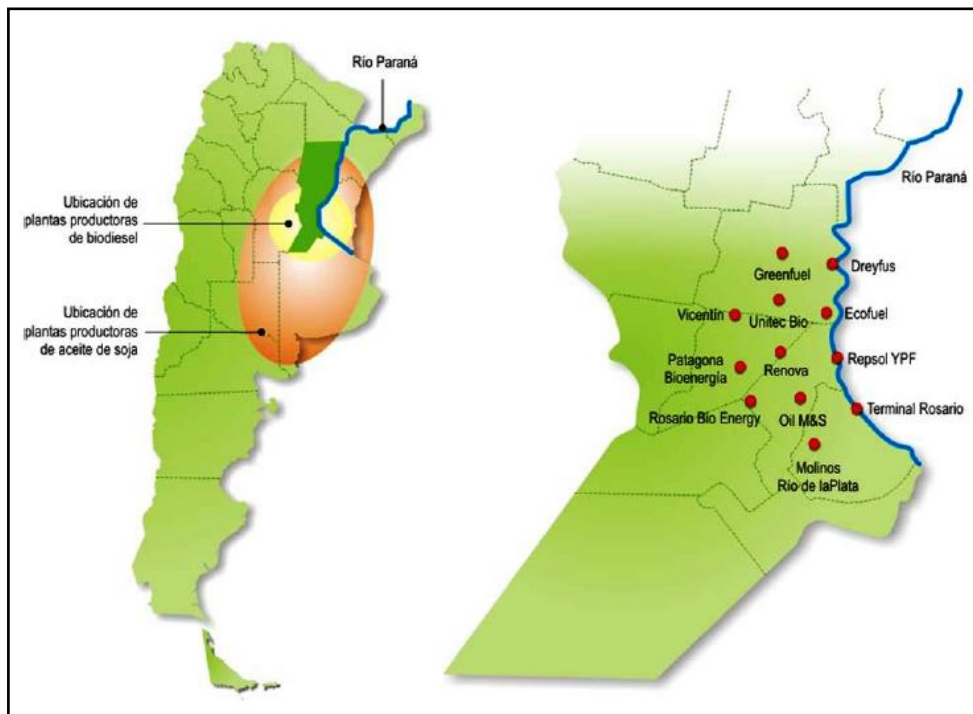 Río Paraná
Ubicación de
plantas productoras
de biodiesel
Ubicación de
plantas productoras
de aceite de soja
Río Paraná
Greenfuel
Dreyfus
Vicentín
Unitec Bio
Ecofuel
Patagona
Bioenergía
Renova
Repsol YPF
Rosario Bio Energy
Oil M&S
Terminal Rosario
Molinos
Río de laPlata